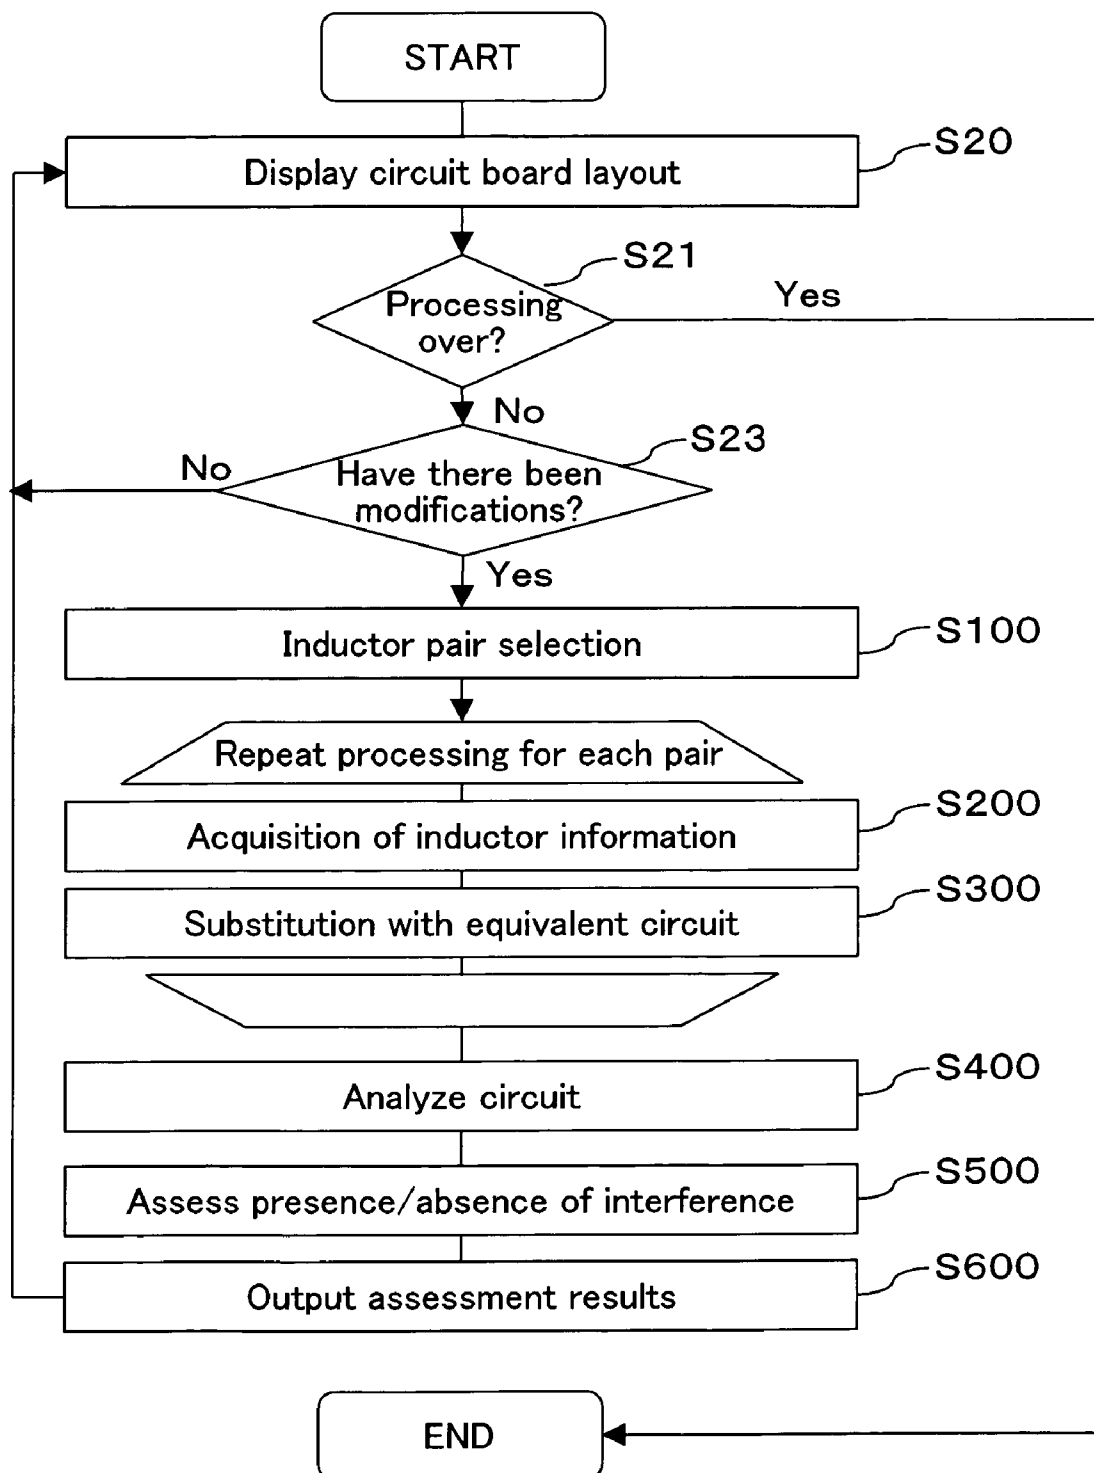 START
Display circuit board layout
S20
Processing
over?
S21
Yes
No
Have there been
modifications?
S23
No
Yes
Inductor pair selection
S100
Repeat processing for each pair
Acquisition of inductor information
S200
Substitution with equivalent circuit
S300
Analyze circuit
S400
Assess presence/absence of interference
S500
Output assessment results
S600
END